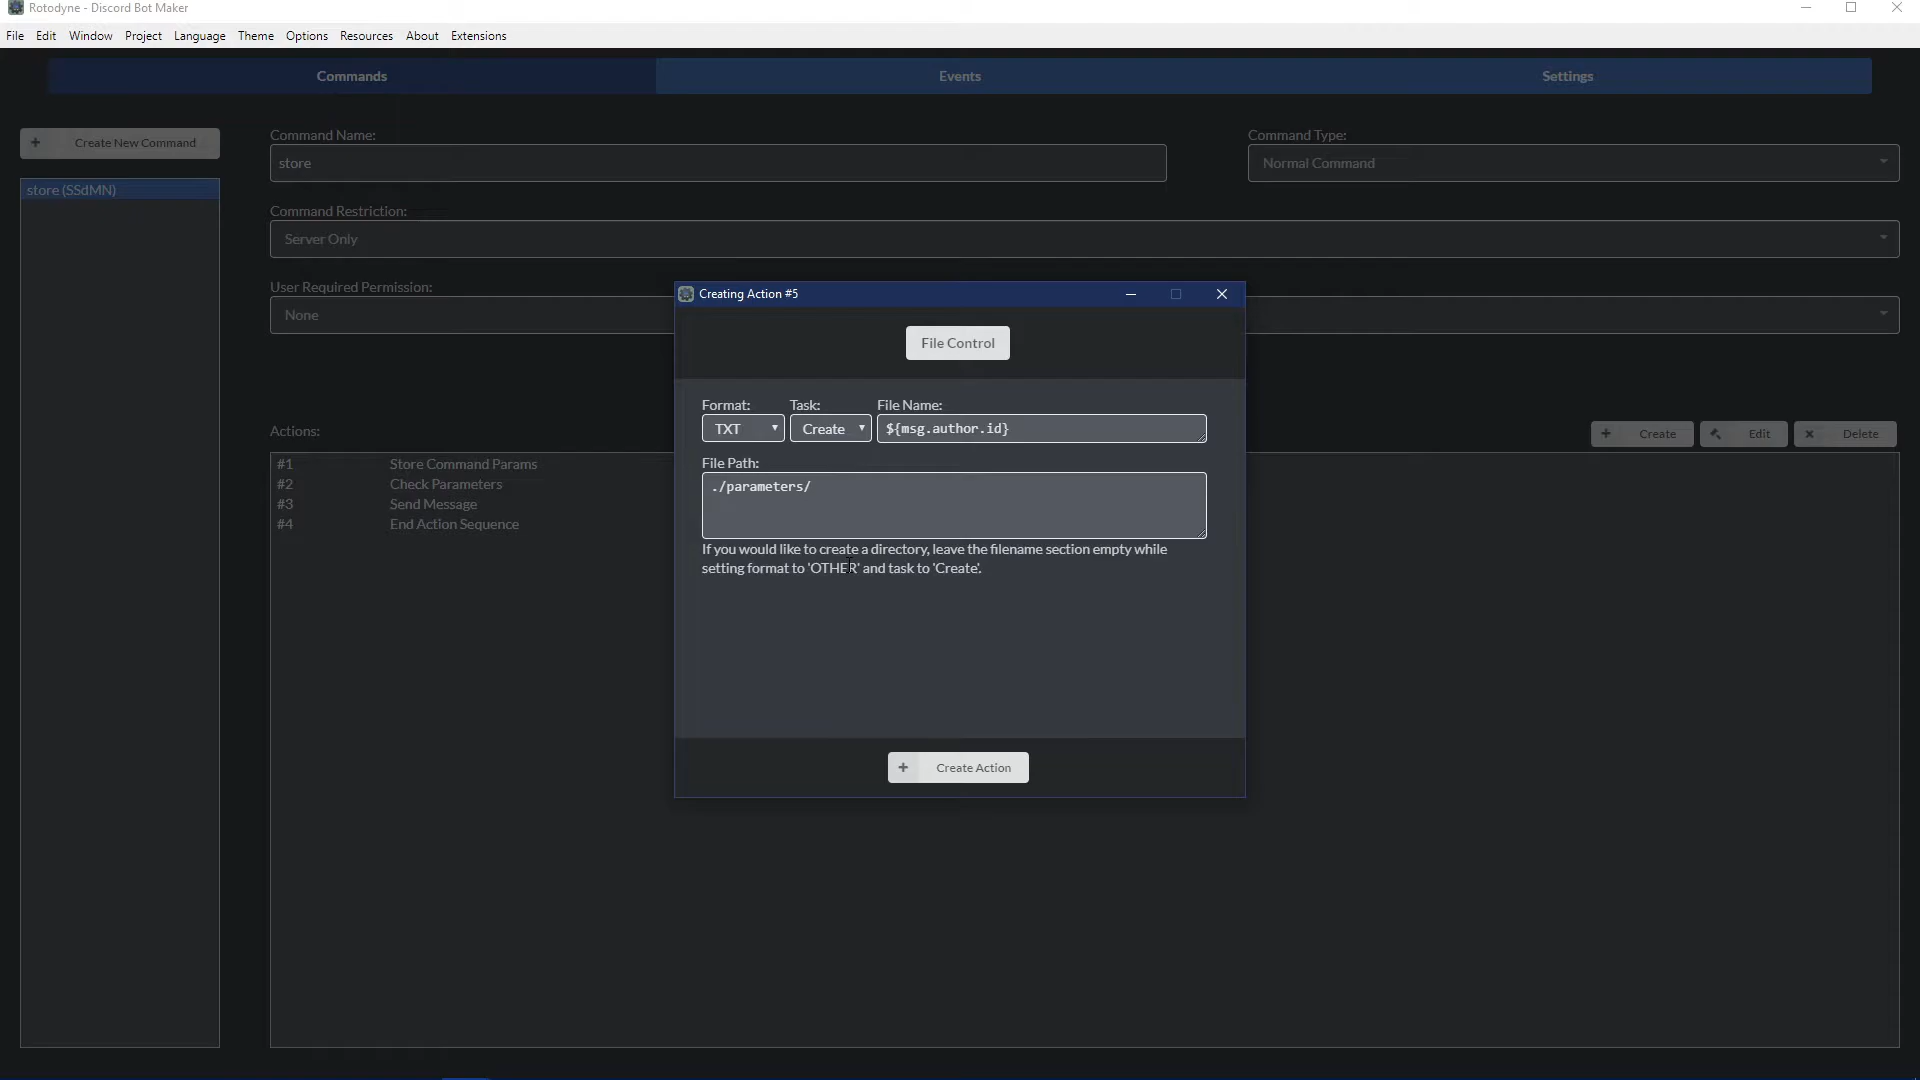 Rotodyne - Discord Bot Maker
File Edit Window Project Language Theme Options Resources About Extensions
Commands Events Settings
Create New Command
store (SSdMN)
Command Name:
store
Command Type:
Normal Command
Command Restriction:
Server Only
User Required Permission:
None
Actions:
Create Edit Delete
#1 Store Command Params
#2 Check Parameters
#3 Send Message
#4 End Action Sequence
Creating Action #5
File Control
Format: Task: File Name:
TXT Create ${msg.author.id}
File Path:
./parameters/
If you would like to create a directory, leave the filename section empty while
setting format to 'OTHER' and task to 'Create'.
Create Action